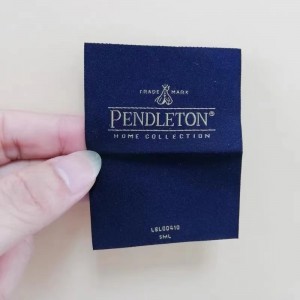 TRADE MARK
PENDLETON®
HOME COLLECTION
LBL00410
SML